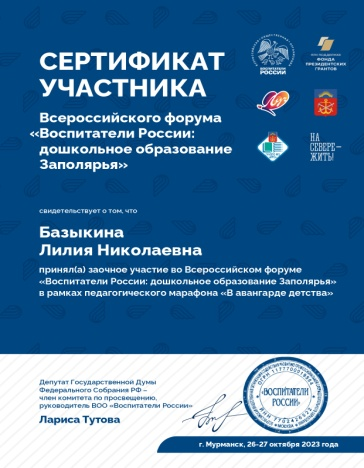 СЕРТИФИКАТ
УЧАСТНИКА
Всероссийского форума
«Воспитатели России:
дошкольное образование
Заполярья»
ВОСПИТАТЕЛИ
РОССИИ
ФОНДА
ПРЕЗИДЕНТСКИХ
ГРАНТОВ
НА
СЕВЕРЕ-
ЖИТЬ!
свидетельствует о том, что
Базыкина
Лилия Николаевна
принял(а) заочное участие во Всероссийском форуме
«Воспитатели России: дошкольное образование Заполярья»
в рамках педагогического марафона «В авангарде детства»
Депутат Государственной Думы
Федерального Собрания РФ –
член комитета по просвещению,
руководитель ВОО «Воспитатели России»
Лариса Тутова
«ВОСПИТАТЕЛИ
РОССИИ»
МОСКВА
г. Мурманск, 26-27 октября 2023 года